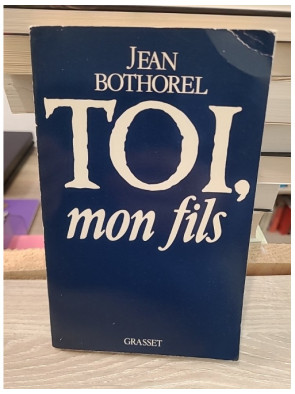 JEAN
BOTHOREL
TOI,
mon fils
GRASSET